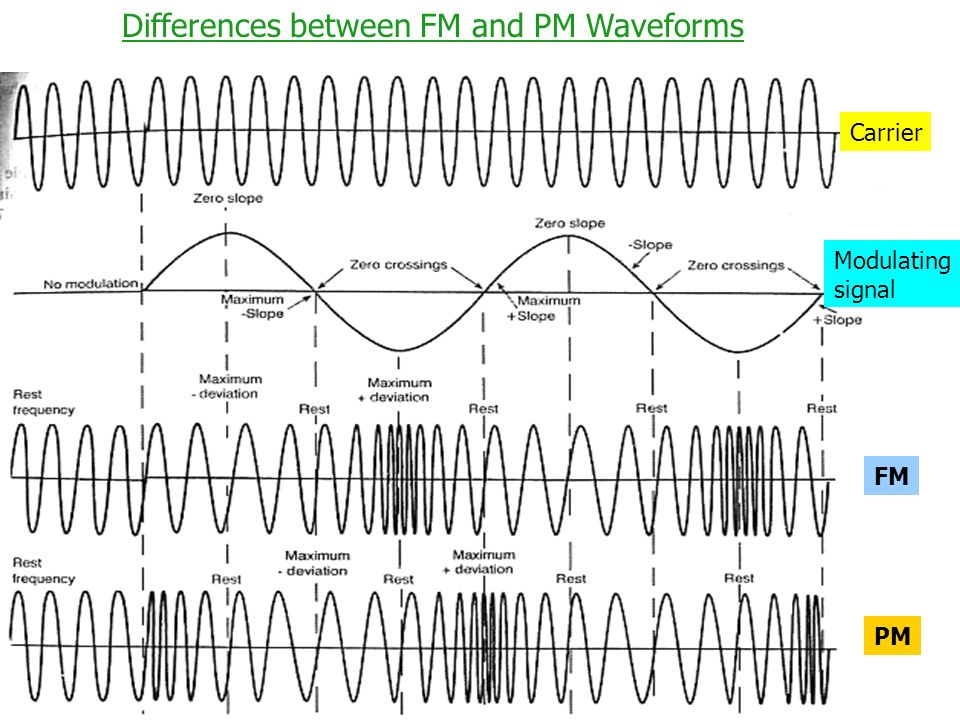 Differences between FM and PM Waveforms
Carrier
Zero slope
Zero slope
-Slope
Modulating
signal
No modulation
Zero crossings
Zero crossings
Maximum
-Slope
Maximum
+Slope
+Slope
Rest
frequency
Maximum
- deviation
Maximum
+ deviation
Rest
Rest
Rest
Rest
FM
Rest
frequency
Rest
Maximum
- deviation
Rest
Maximum
+ deviation
Rest
Rest
PM